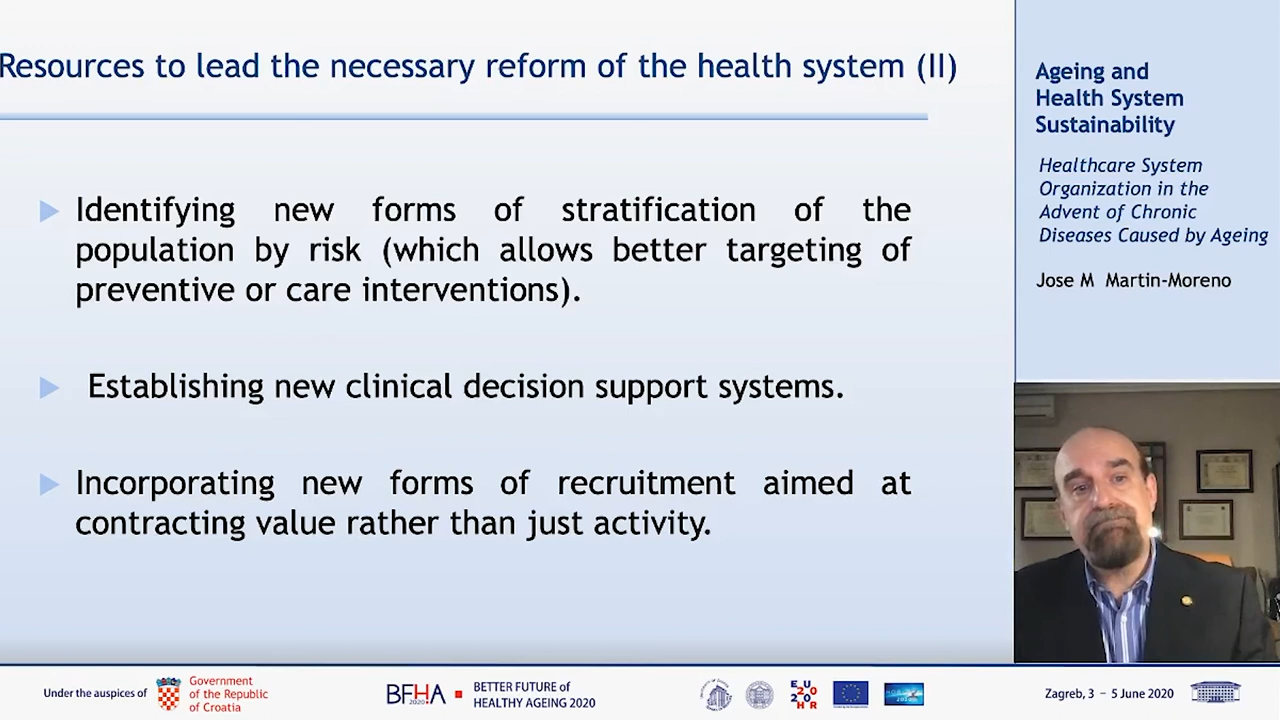 Resources to lead the necessary reform of the health system (II)
Identifying new forms of stratification of the
population by risk (which allows better targeting of
preventive or care interventions).
Establishing new clinical decision support systems.
Incorporating new forms of recruitment aimed at
contracting value rather than just activity.
Ageing and
Health System
Sustainability
Healthcare System
Organization in the
Advent of Chronic
Diseases Caused by Ageing
Jose M Martin-Moreno
Under the auspices of
Government
of the Republic
of Croatia
BFHA
2020.
BETTER FUTURE of
HEALTHY AGEING 2020
EU
2020
HR
Zagreb, 3 – 5 June 2020